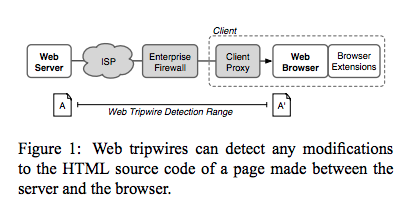 Client
Web Server
ISP
Enterprise Firewall
Client Proxy
Web Browser
Browser Extensions
A
Web Tripwire Detection Range
A'
Figure 1: Web tripwires can detect any modifications
to the HTML source code of a page made between the
server and the browser.